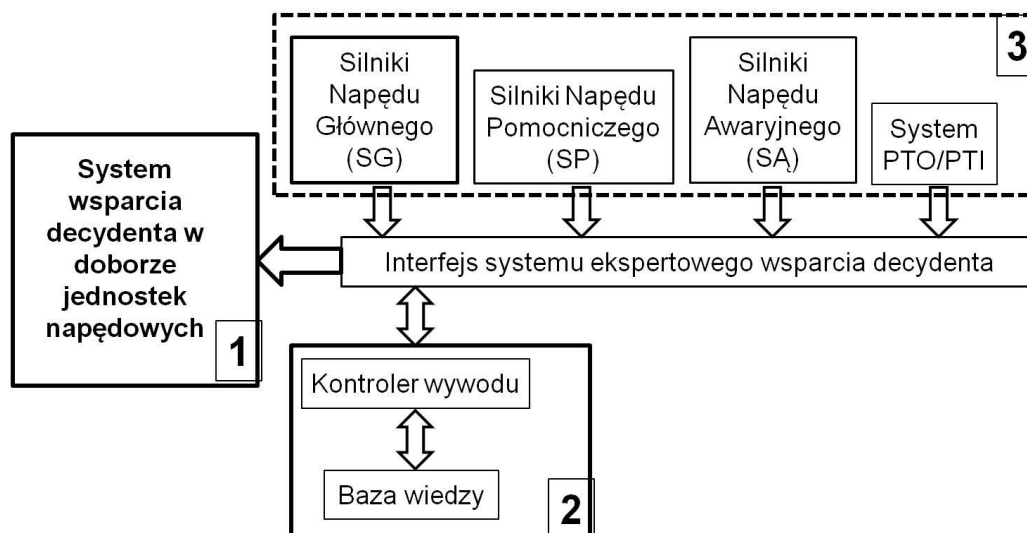 Silniki
Napędu
Głównego
(SG)
Silniki Napędu
Pomocniczego
(SP)
Silniki
Napędu
Awaryjnego
(SĄ)
System
PTO/PTI
3
System
wsparcia
decydenta w
doborze
jednostek
napędowych
1
Interfejs systemu ekspertowego wsparcia decydenta
Kontroler wywodu
Baza wiedzy
2